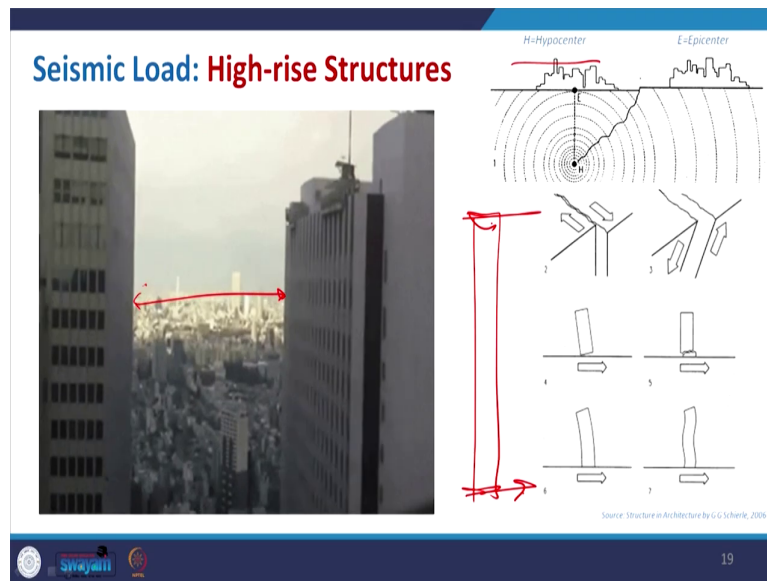 H=Hypocenter E=Epicenter
Seismic Load: High-rise Structures
E
1
H
2 3
4 5
6 7
Source: Structure in Architecture by G G Schierle, 2006
swayam
19